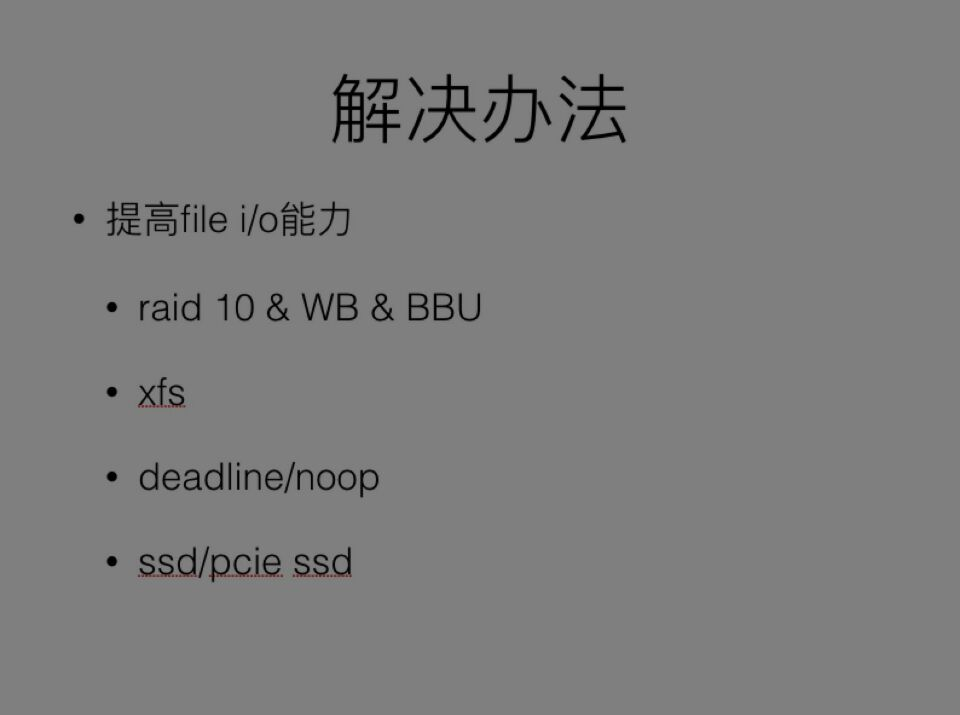 解决办法
• 提高file i/o能力
• raid 10 & WB & BBU
• xfs
• deadline/noop
• ssd/pcie ssd